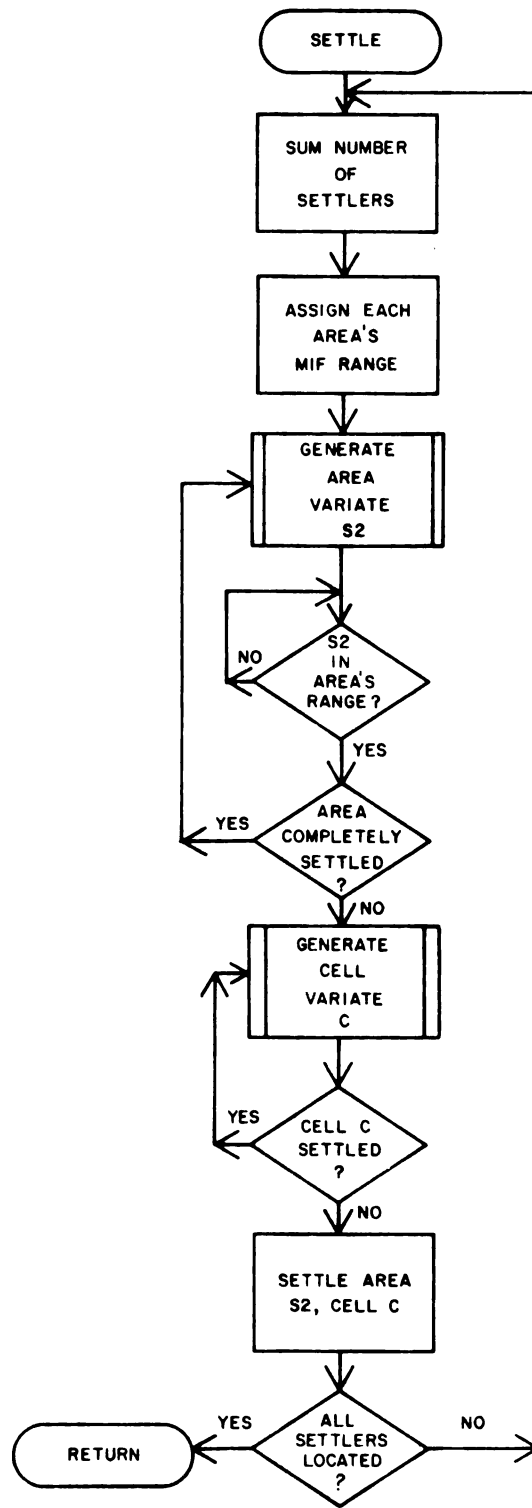 SETTLE
SUM NUMBER
OF
SETTLERS
ASSIGN EACH
AREA'S
MIF RANGE
GENERATE
AREA
VARIATE
S2
S2
IN
AREA'S
RANGE?
NO
YES
AREA
COMPLETELY
SETTLED
?
YES
NO
GENERATE
CELL
VARIATE
C
CELL C
SETTLED
?
YES
NO
SETTLE AREA
S2, CELL C
ALL
SETTLERS
LOCATED
?
YES
NO
RETURN